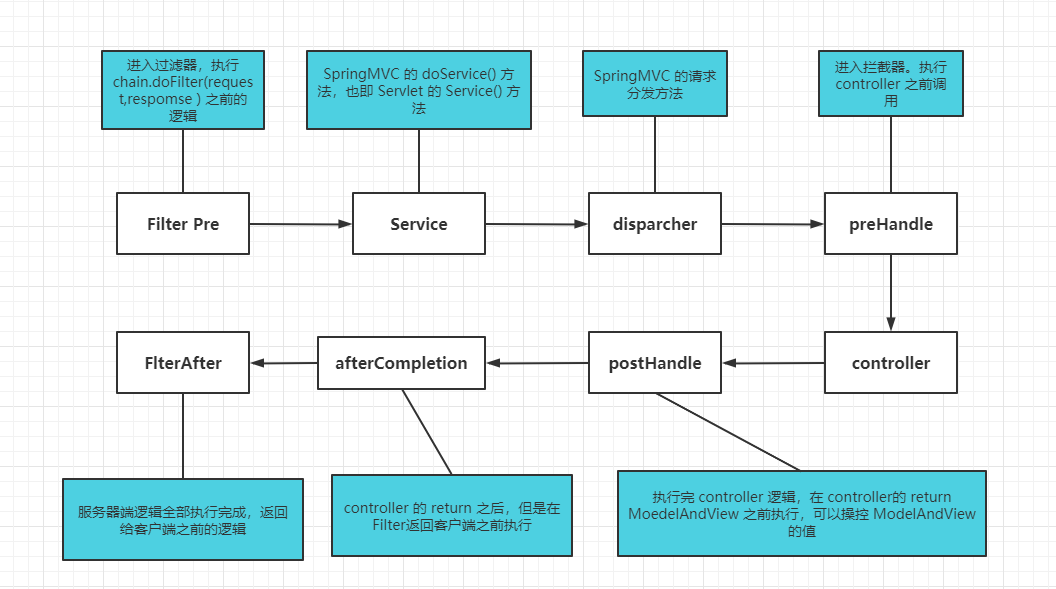 进入过滤器，执行
chain.doFilter(reques
t,respomse ) 之前的
逻辑
SpringMVC 的 doService() 方
法，也即 Servlet 的 Service() 方
法
SpringMVC 的请求
分发方法
进入拦截器。执行
controller 之前调
用
Filter Pre
Service
disparcher
preHandle
FlterAfter
afterCompletion
postHandle
controller
服务器端逻辑全部执行完成，返回
给客户端之前的逻辑
controller 的 return 之后，但是在
Filter返回客户端之前执行
执行完 controller 逻辑，在 controller的 return
MoedelAndView 之前执行，可以操控 ModelAndView
的值